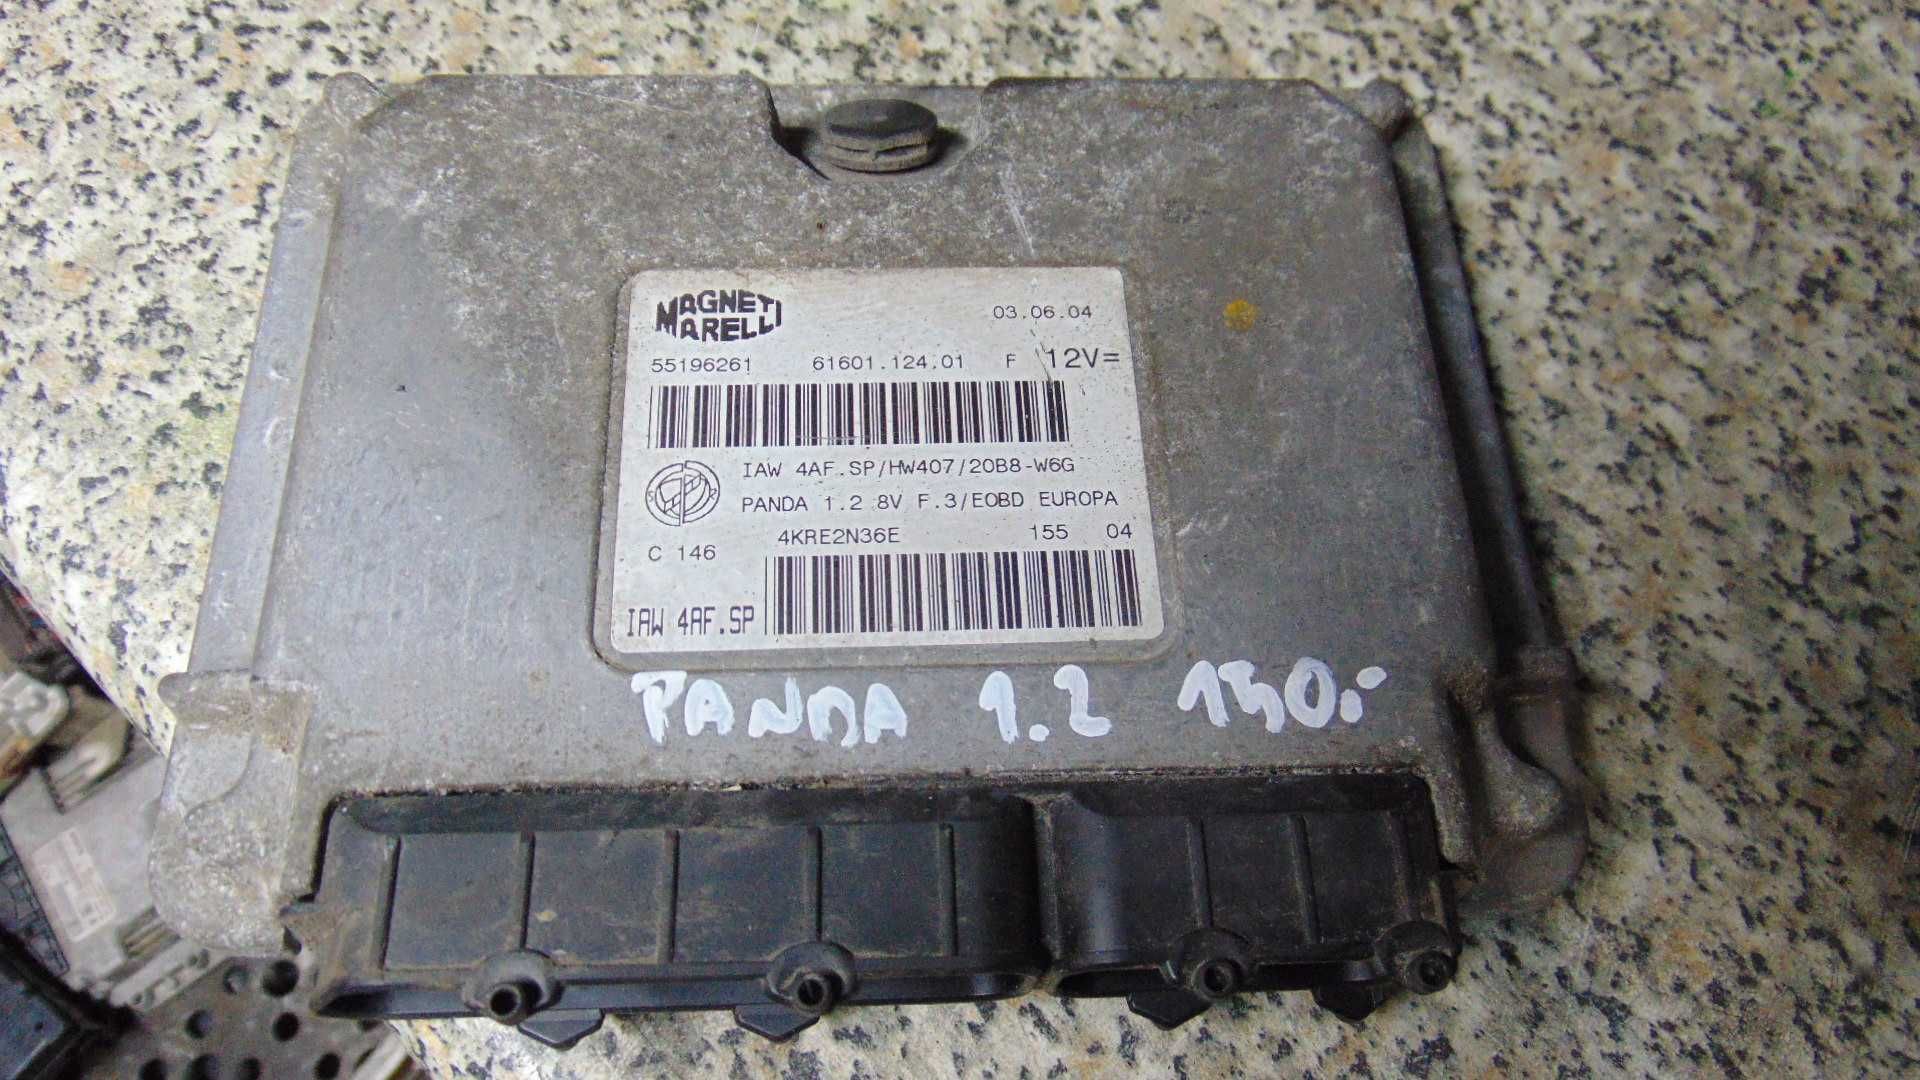 MAGNETI
MARELLI
03.06.04
55196261 61601.124.01 F 12V=
IAW 4AF.SP/HW407/20B8-W6G
PANDA 1.2 8V F.3/EOBD EUROPA
4KRE2N36E 155 04
C 146
IAW 4AF.SP
PANDA 1.2 150.-